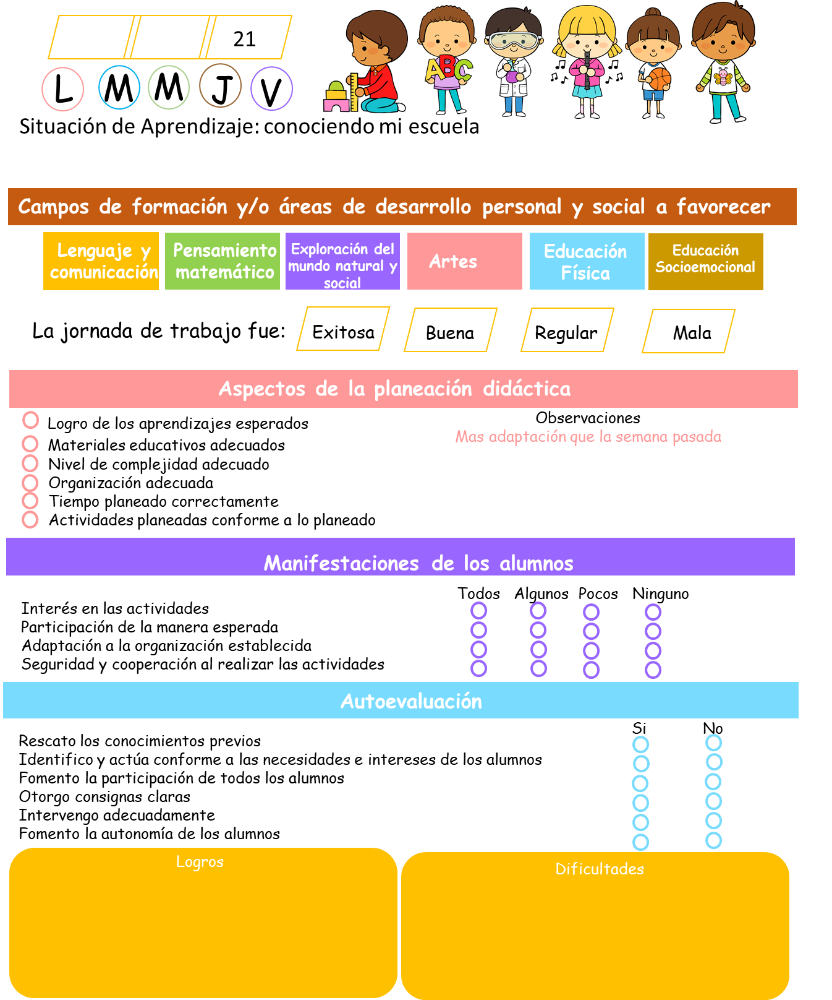 21
L M M J V
ABC
Situación de Aprendizaje: conociendo mi escuela
Campos de formación y/o áreas de desarrollo personal y social a favorecer
Lenguaje y
comunicación
Pensamiento
matemático
Exploración del
mundo natural y
social
Artes
Educación
Física
Educación
Socioemocional
La jornada de trabajo fue: Exitosa Buena Regular Mala
Aspectos de la planeación didáctica
Logro de los aprendizajes esperados
Materiales educativos adecuados
Nivel de complejidad adecuado
Organización adecuada
Tiempo planeado correctamente
Actividades planeadas conforme a lo planeado
Observaciones
Mas adaptación que la semana pasada
Manifestaciones de los alumnos
Todos Algunos Pocos Ninguno
Interés en las actividades
Participación de la manera esperada
Adaptación a la organización establecida
Seguridad y cooperación al realizar las actividades
Autoevaluación
Si No
Rescato los conocimientos previos
Identifico y actúa conforme a las necesidades e intereses de los alumnos
Fomento la participación de todos los alumnos
Otorgo consignas claras
Intervengo adecuadamente
Fomento la autonomía de los alumnos
Logros
Dificultades